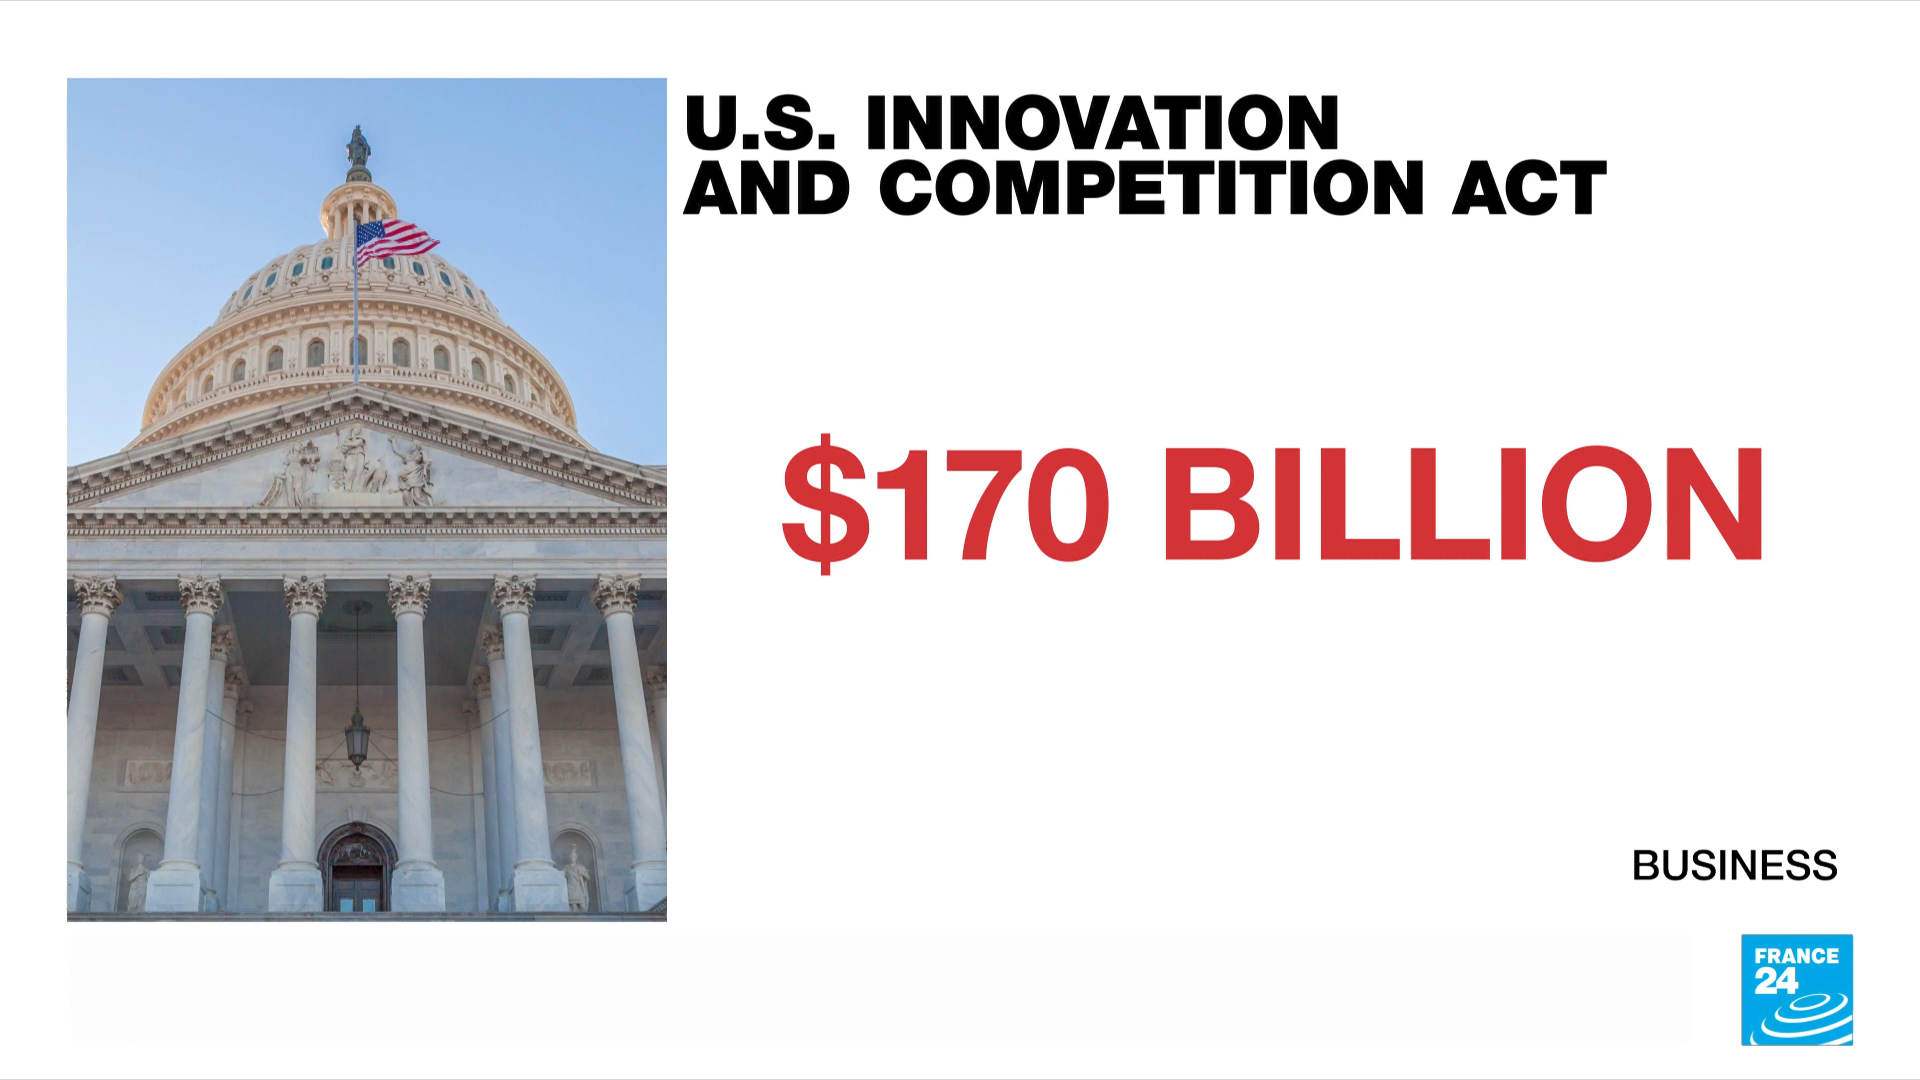 U.S. INNOVATION
AND COMPETITION ACT
$170 BILLION
BUSINESS
FRANCE
24